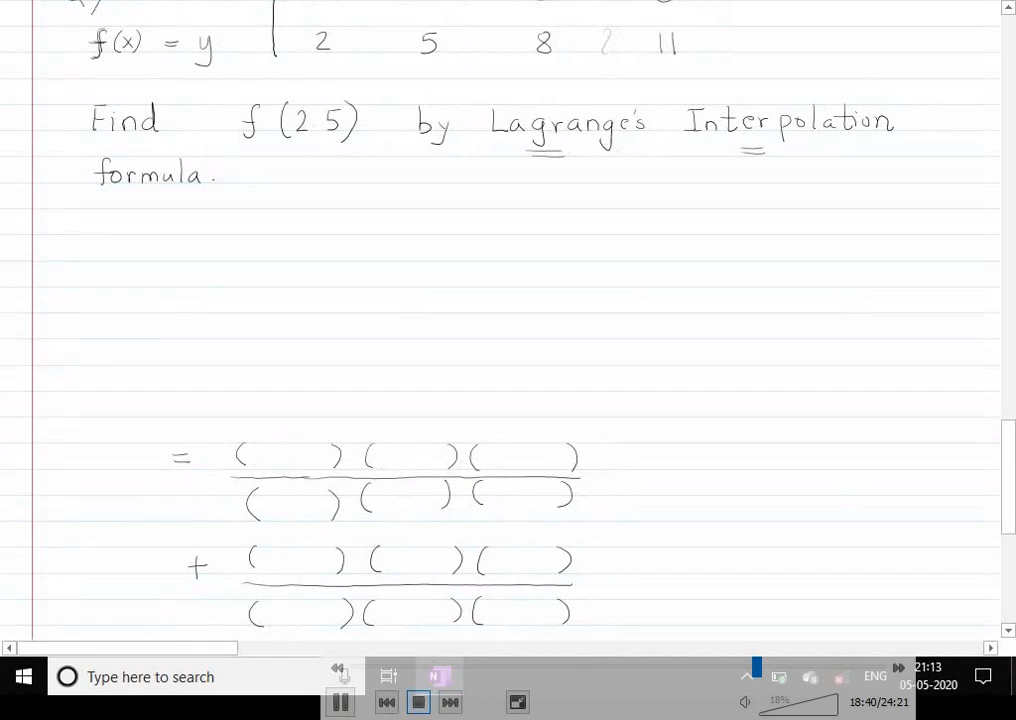 f(x) = y | 2 5 8 11
Find f(2.5) by Lagrange's Interpolation
formula.
= ( ) ( ) ( )
( ) ( ) ( )
+ ( ) ( ) ( )
( ) ( ) ( )
Type here to search
N
ENG
21:13
05-05-2020
18%
18:40/24:21